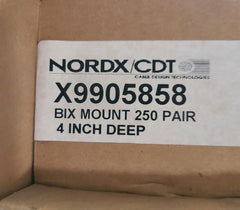 NORDX/CDT
CABLE DESIGN TECHNOLOGIES
X9905858
BIX MOUNT 250 PAIR
4 INCH DEEP